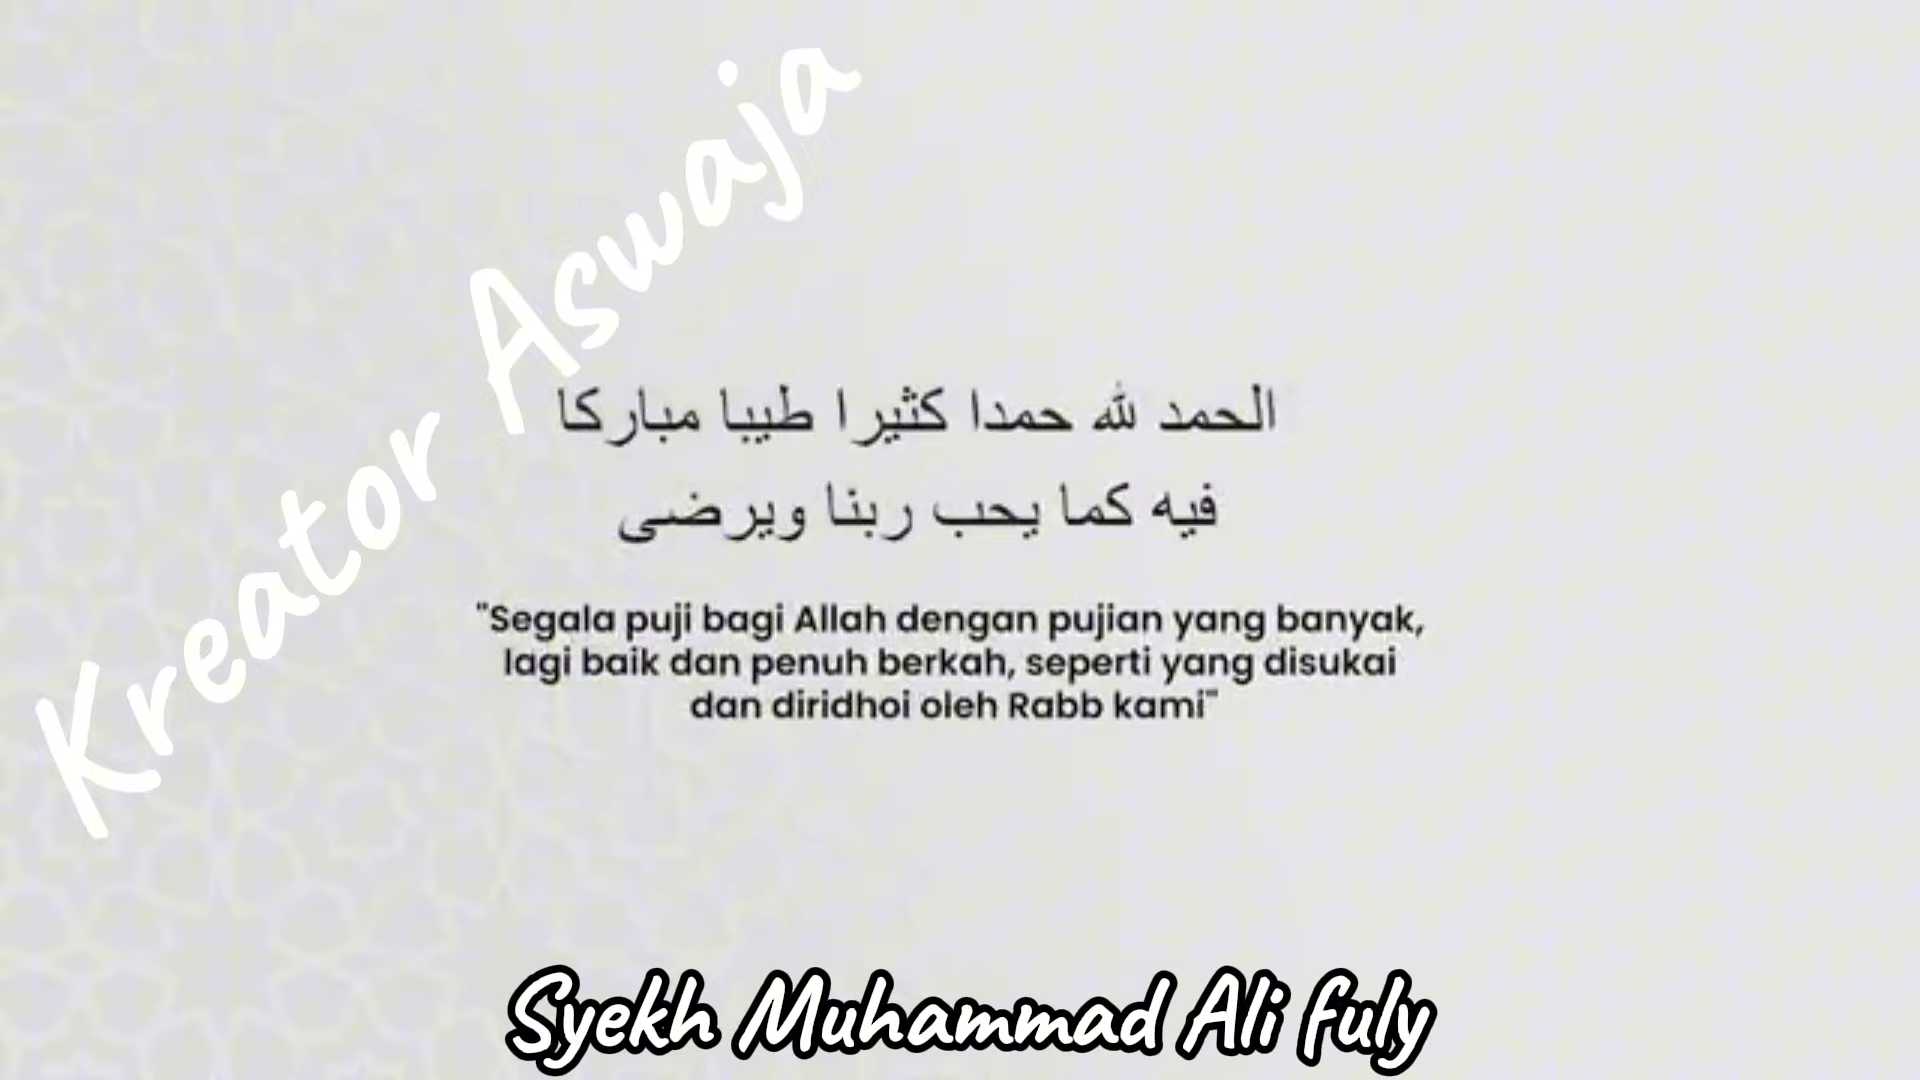 Kreator Aswaja
الحمد لله حمدا كثيرا طيبا مباركا
فيه كما يحب ربنا ويرضى
"Segala puji bagi Allah dengan pujian yang banyak,
lagi baik dan penuh berkah, seperti yang disukai
dan diridhoi oleh Rabb kami"
Syekh Muhammad Ali fuly